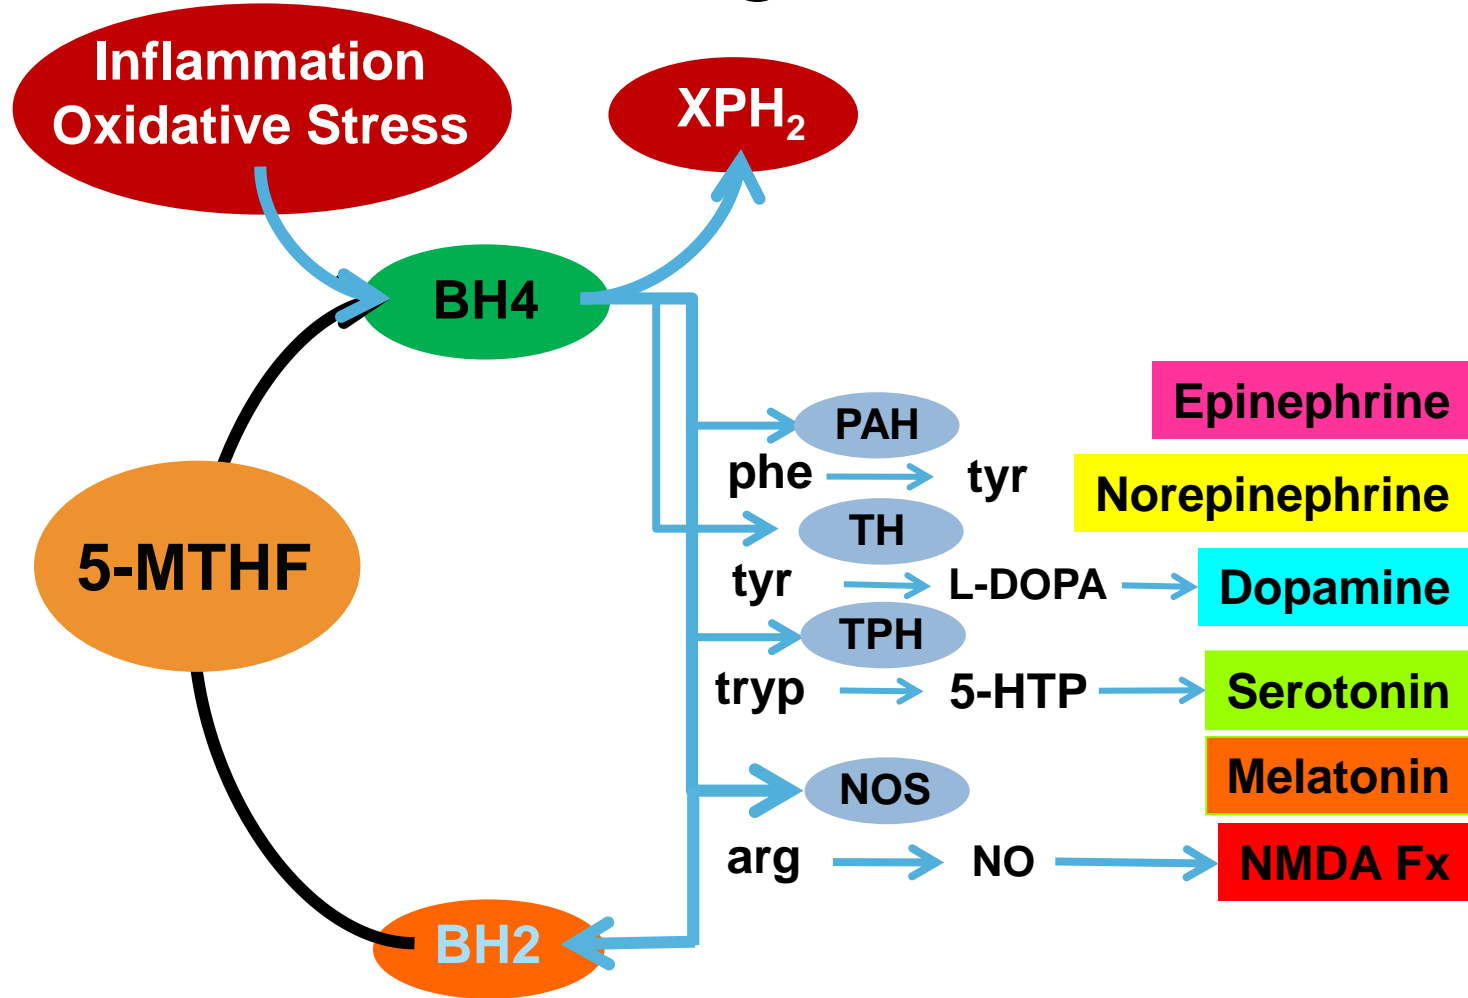 Inflammation
Oxidative Stress
XPH₂
BH4
PAH
Epinephrine
phe
tyr
Norepinephrine
TH
5-MTHF
tyr
L-DOPA
Dopamine
TPH
tryp
5-HTP
Serotonin
NOS
Melatonin
arg
NO
NMDA Fx
BH2